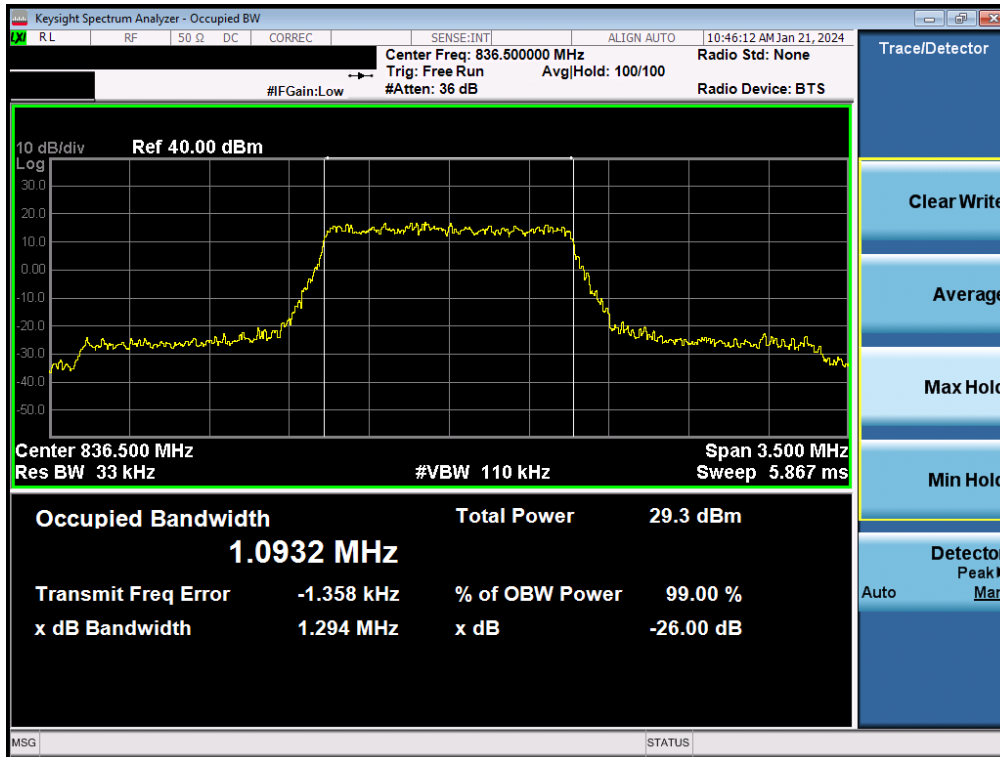 Keysight Spectrum Analyzer - Occupied BW
LXI RL RF 50 Ω DC CORREC SENSE:INT ALIGN AUTO 10:46:12 AM Jan 21, 2024
Center Freq: 836.500000 MHz Radio Std: None
Trig: Free Run Avg|Hold: 100/100
#IFGain:Low #Atten: 36 dB Radio Device: BTS
10 dB/div Ref 40.00 dBm
Log
30.0
20.0
10.0
0.00
-10.0
-20.0
-30.0
-40.0
-50.0
Center 836.500 MHz Span 3.500 MHz
Res BW 33 kHz #VBW 110 kHz Sweep 5.867 ms
Occupied Bandwidth Total Power 29.3 dBm
1.0932 MHz
Transmit Freq Error -1.358 kHz % of OBW Power 99.00 %
x dB Bandwidth 1.294 MHz x dB -26.00 dB
MSG STATUS
Trace/Detector
Clear Write
Average
Max Hold
Min Hold
Detector
Peak
Auto Man